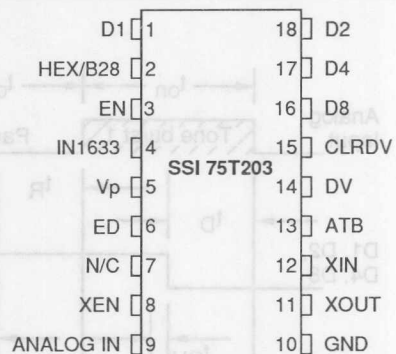 D1 1 18 D2
HEX/B28 2 17 D4
EN 3 16 D8
IN1633 4 15 CLRDV
SSI 75T203
Vp 5 14 DV
ED 6 13 ATB
N/C 7 12 XIN
XEN 8 11 XOUT
ANALOG IN 9 10 GND